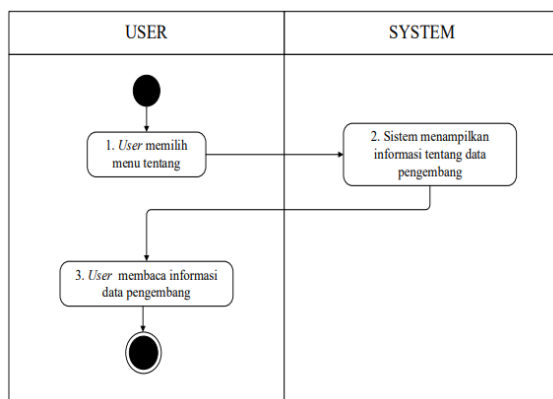 USER
SYSTEM
1. User memilih
menu tentang
2. Sistem menampilkan
informasi tentang data
pengembang
3. User membaca informasi
data pengembang